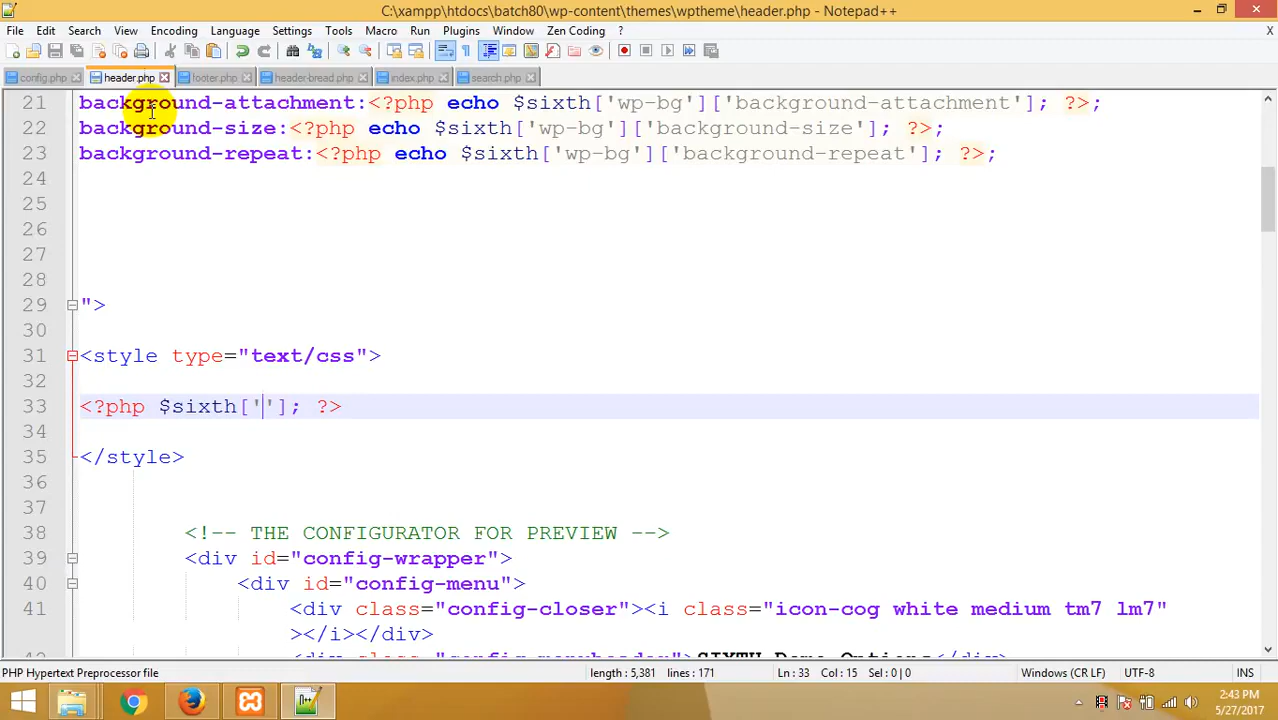 C:\xampp\htdocs\batch80\wp-content\themes\wptheme\header.php - Notepad++
File Edit Search View Encoding Language Settings Tools Macro Run Plugins Window Zen Coding ? X
config.php header.php footer.php header-bread.php index.php search.php
21 background-attachment:<?php echo $sixth['wp-bg']['background-attachment']; ?>;
22 background-size:<?php echo $sixth['wp-bg']['background-size']; ?>;
23 background-repeat:<?php echo $sixth['wp-bg']['background-repeat']; ?>;
24
25
26
27
28
29 ">
30
31 <style type="text/css">
32
33 <?php $sixth['']; ?>
34
35 </style>
36
37
38 <!-- THE CONFIGURATOR FOR PREVIEW -->
39 <div id="config-wrapper">
40 <div id="config-menu">
41 <div class="config-closer"><i class="icon-cog white medium tm7 lm7"
></i></div>
PHP Hypertext Preprocessor file length : 5,381 lines : 171 Ln : 33 Col : 15 Sel : 0 | 0 Windows (CR LF) UTF-8 INS
2:43 PM
5/27/2017